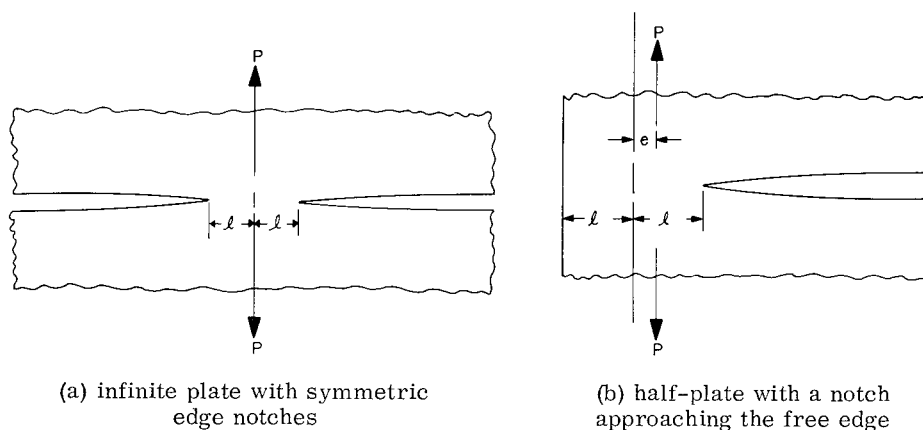 P
ℓ
ℓ
P
(a) infinite plate with symmetric
edge notches
P
e
ℓ
ℓ
P
(b) half-plate with a notch
approaching the free edge